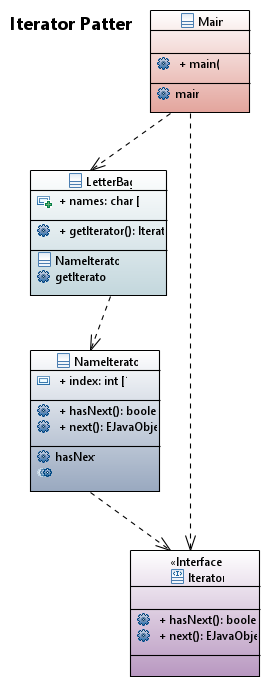 Iterator Patter
Main
+ main(
main
LetterBag
+ names: char [
+ getIterator(): Iterat
NameIterato
getIterato
NameIterato
+ index: int [
+ hasNext(): boole
+ next(): EJavaObje
hasNex
«Interface
Iterator
+ hasNext(): boole
+ next(): EJavaObje